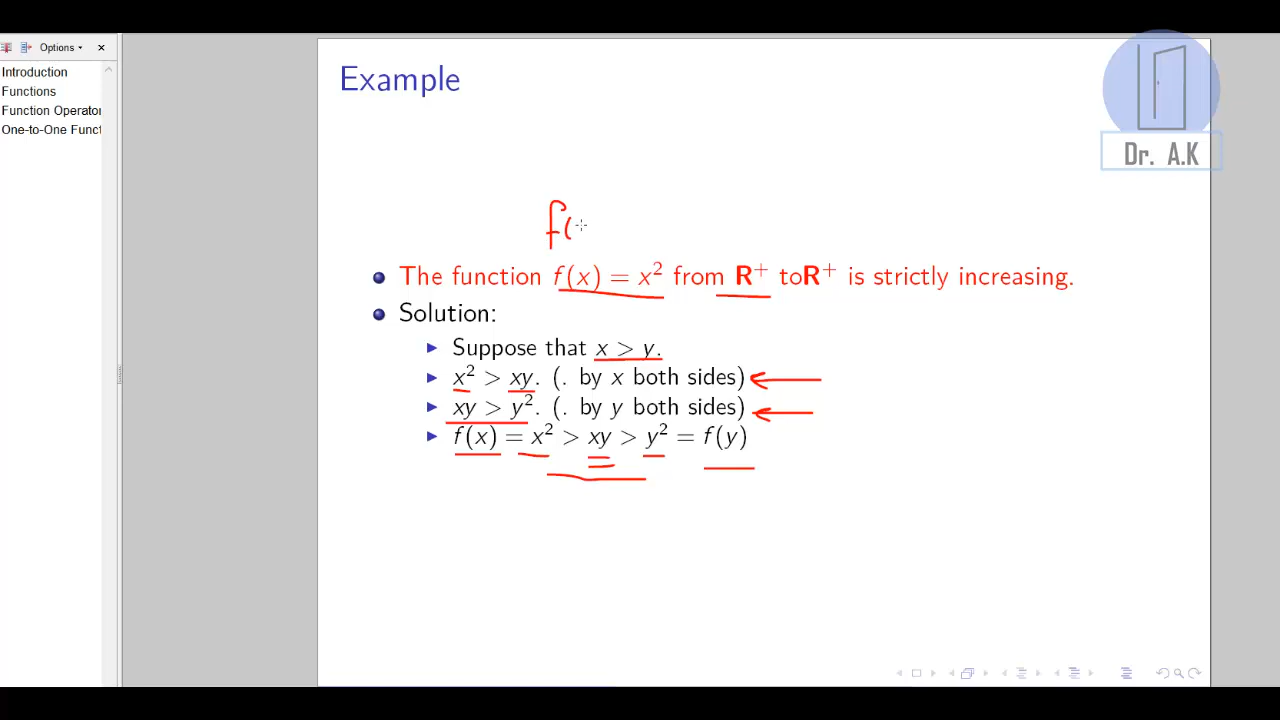 Options
Introduction
Functions
Function Operator
One-to-One Funct
Example
Dr. A.K
f(
The function f(x) = x² from R⁺ toR⁺ is strictly increasing.
Solution:
Suppose that x > y.
x² > xy. (. by x both sides)
xy > y². (. by y both sides)
f(x) = x² > xy > y² = f(y)